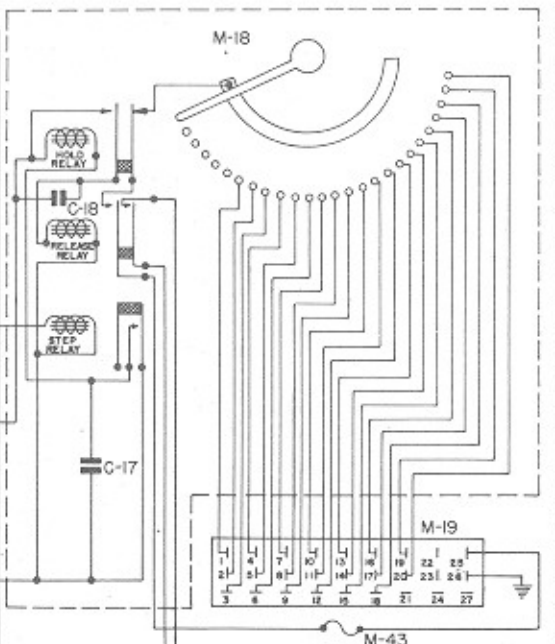 M-18
HOLD
RELAY
C-18
RELEASE
RELAY
STEP
RELAY
C-17
M-19
1 4 7 10 13 16 19 22 25
2 5 8 11 14 17 20 23 26
3 6 9 12 15 18 21 24 27
M-43